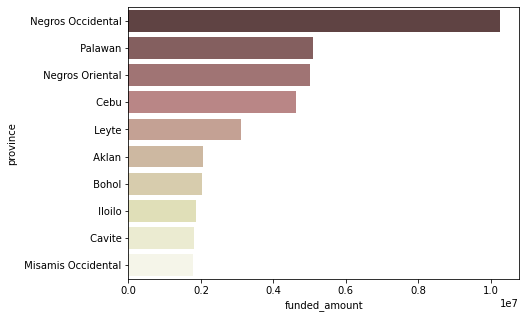 Negros Occidental
Palawan
Negros Oriental
Cebu
Leyte
Aklan
Bohol
Iloilo
Cavite
Misamis Occidental
province
0.0 0.2 0.4 0.6 0.8 1.0
1e7
funded_amount